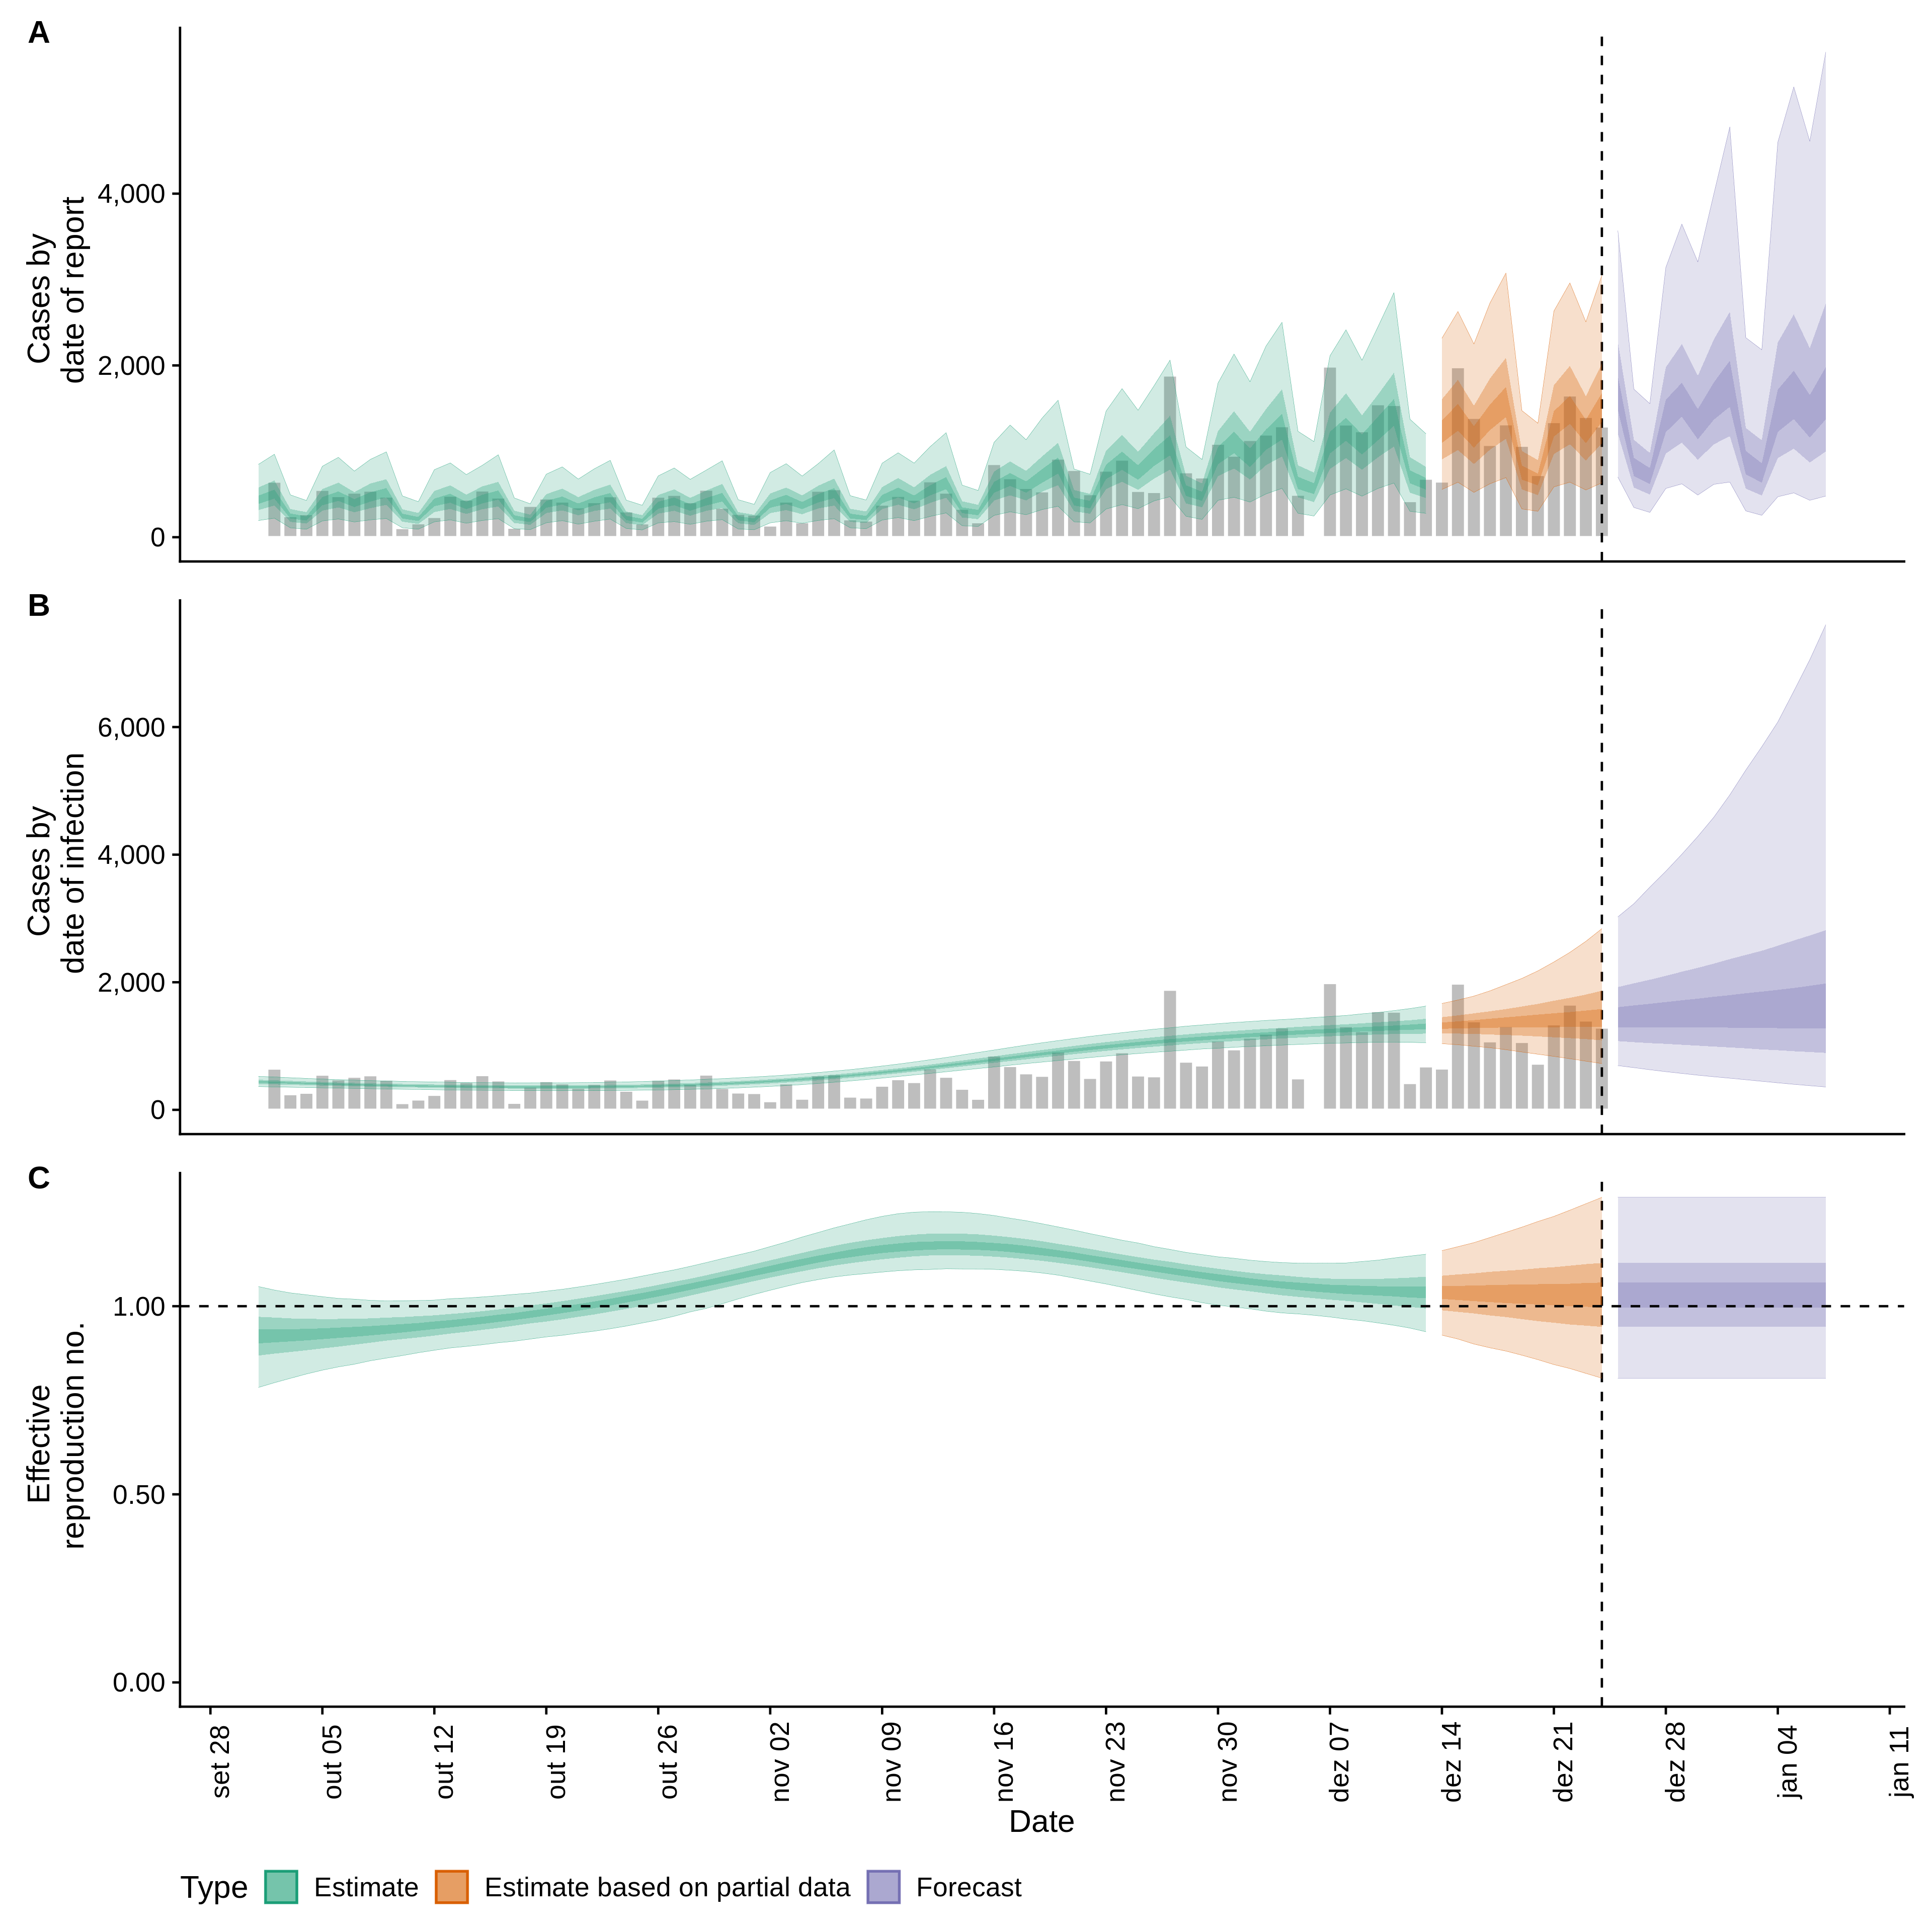 A
Cases by
date of report
4,000
2,000
0
B
Cases by
date of infection
6,000
4,000
2,000
0
C
Effective
reproduction no.
1.00
0.50
0.00
set 28
out 05
out 12
out 19
out 26
nov 02
nov 09
nov 16
nov 23
nov 30
dez 07
dez 14
dez 21
dez 28
jan 04
jan 11
Date
Type Estimate Estimate based on partial data Forecast